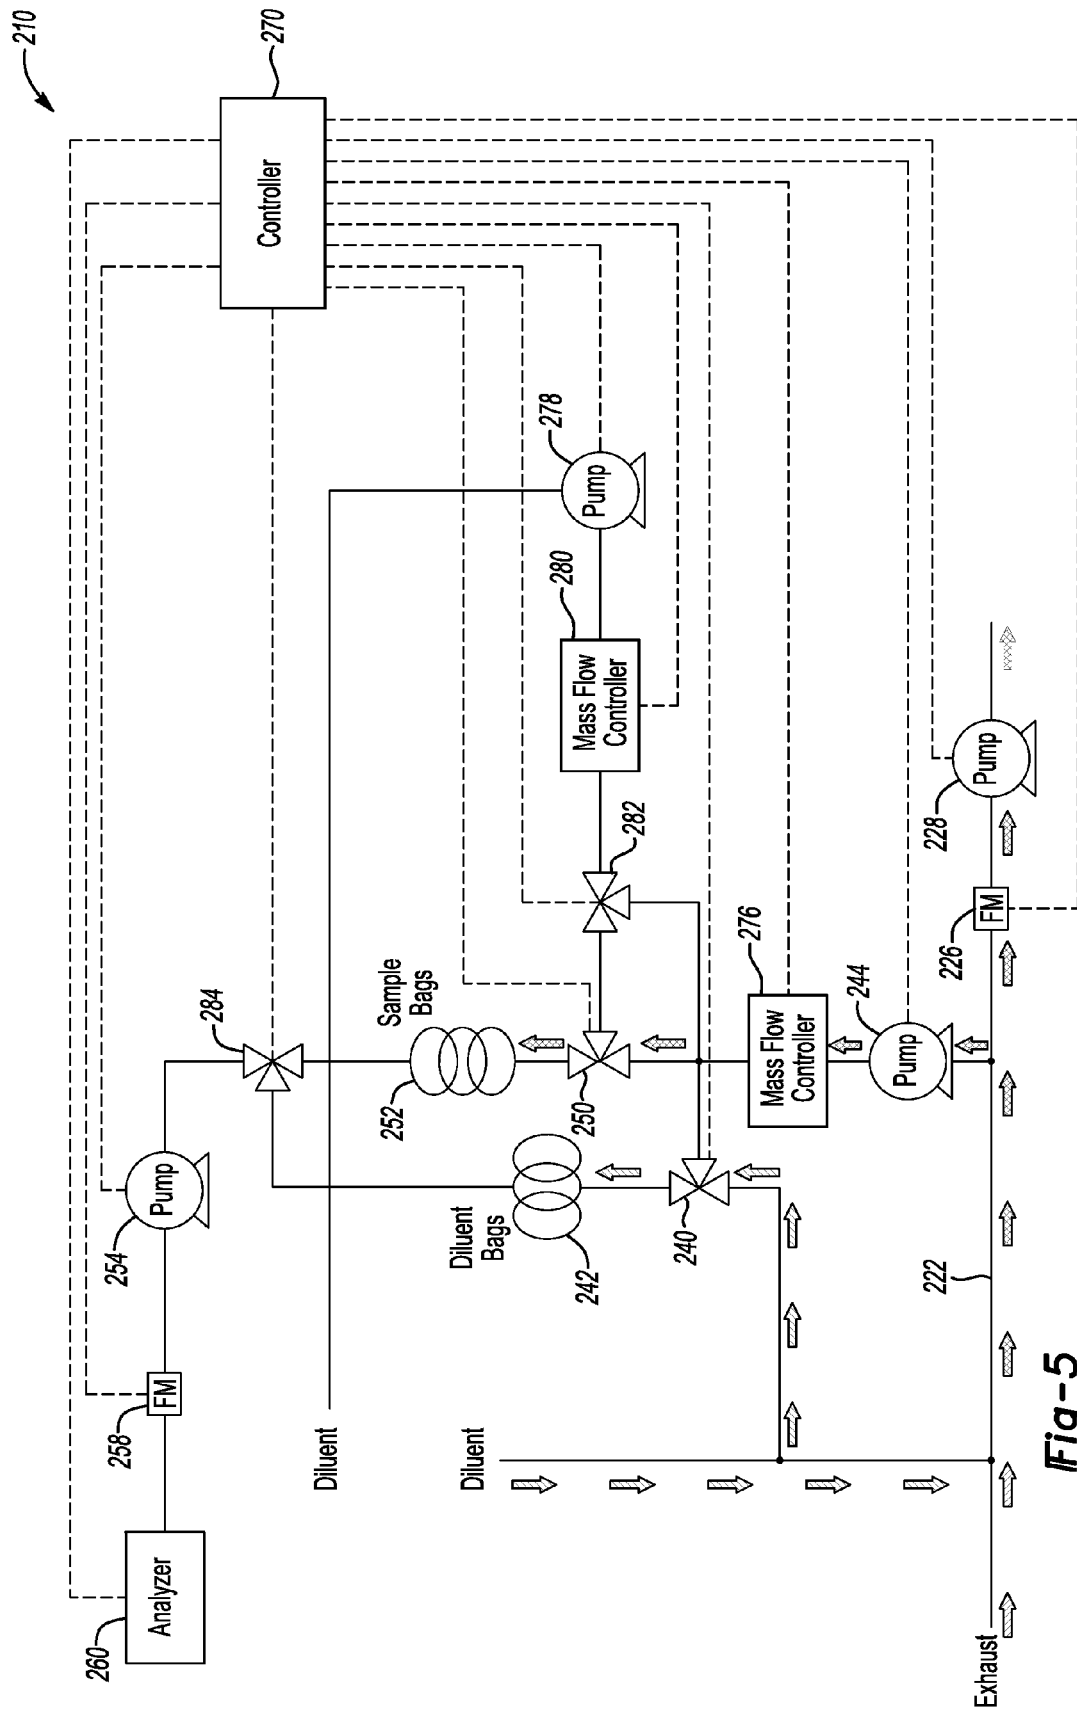 210
270
Controller
278
Pump
280
Mass Flow
Controller
282
284
Sample
Bags
252
250
276
Mass Flow
Controller
244
Pump
226
FM
228
Pump
254
Pump
258
FM
260
Analyzer
Diluent
Bags
242
240
Diluent
Diluent
222
Exhaust
Fig-5